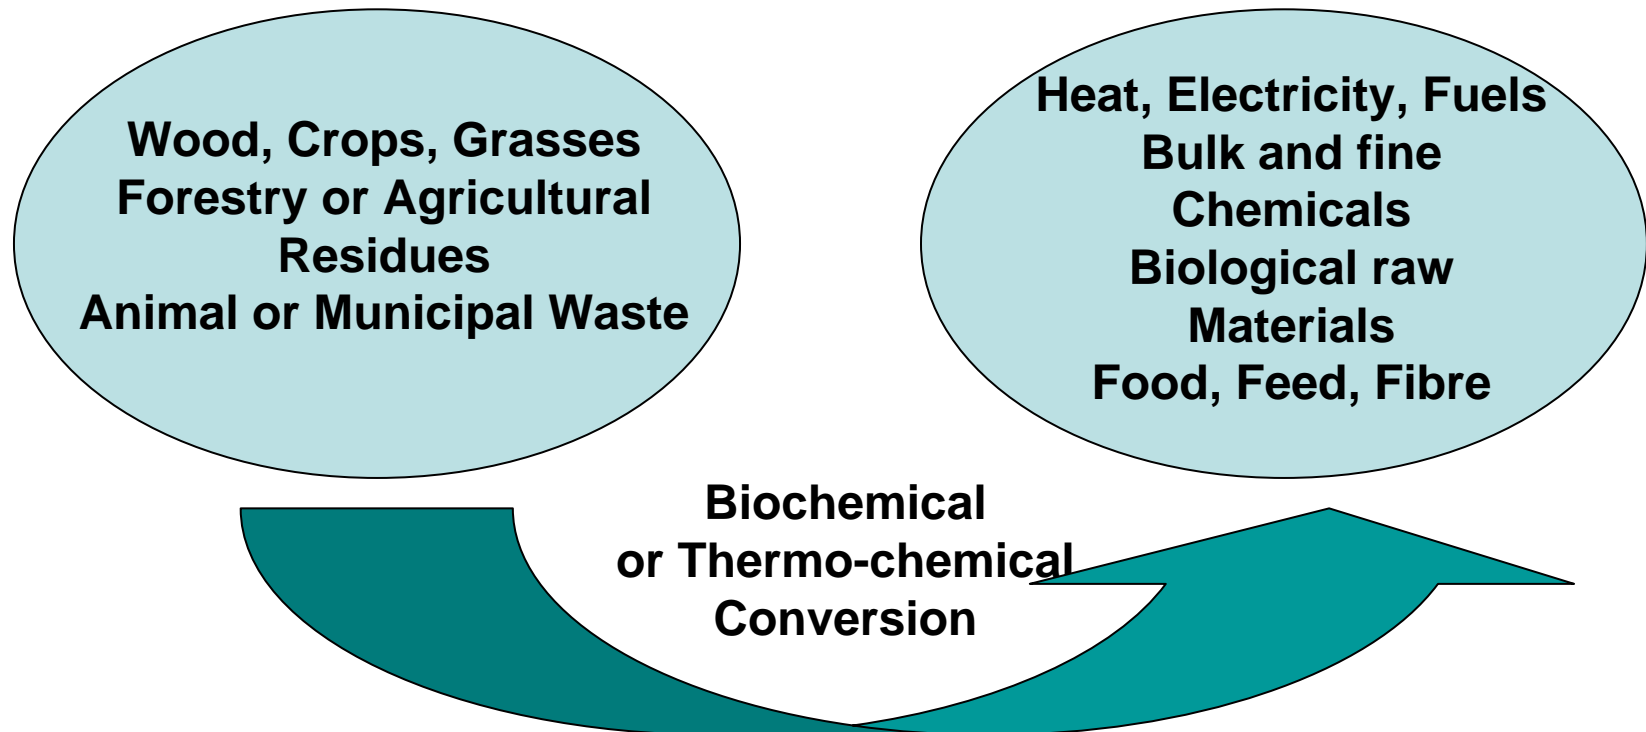 Wood, Crops, Grasses
Forestry or Agricultural
Residues
Animal or Municipal Waste
Heat, Electricity, Fuels
Bulk and fine
Chemicals
Biological raw
Materials
Food, Feed, Fibre
Biochemical
or Thermo-chemical
Conversion